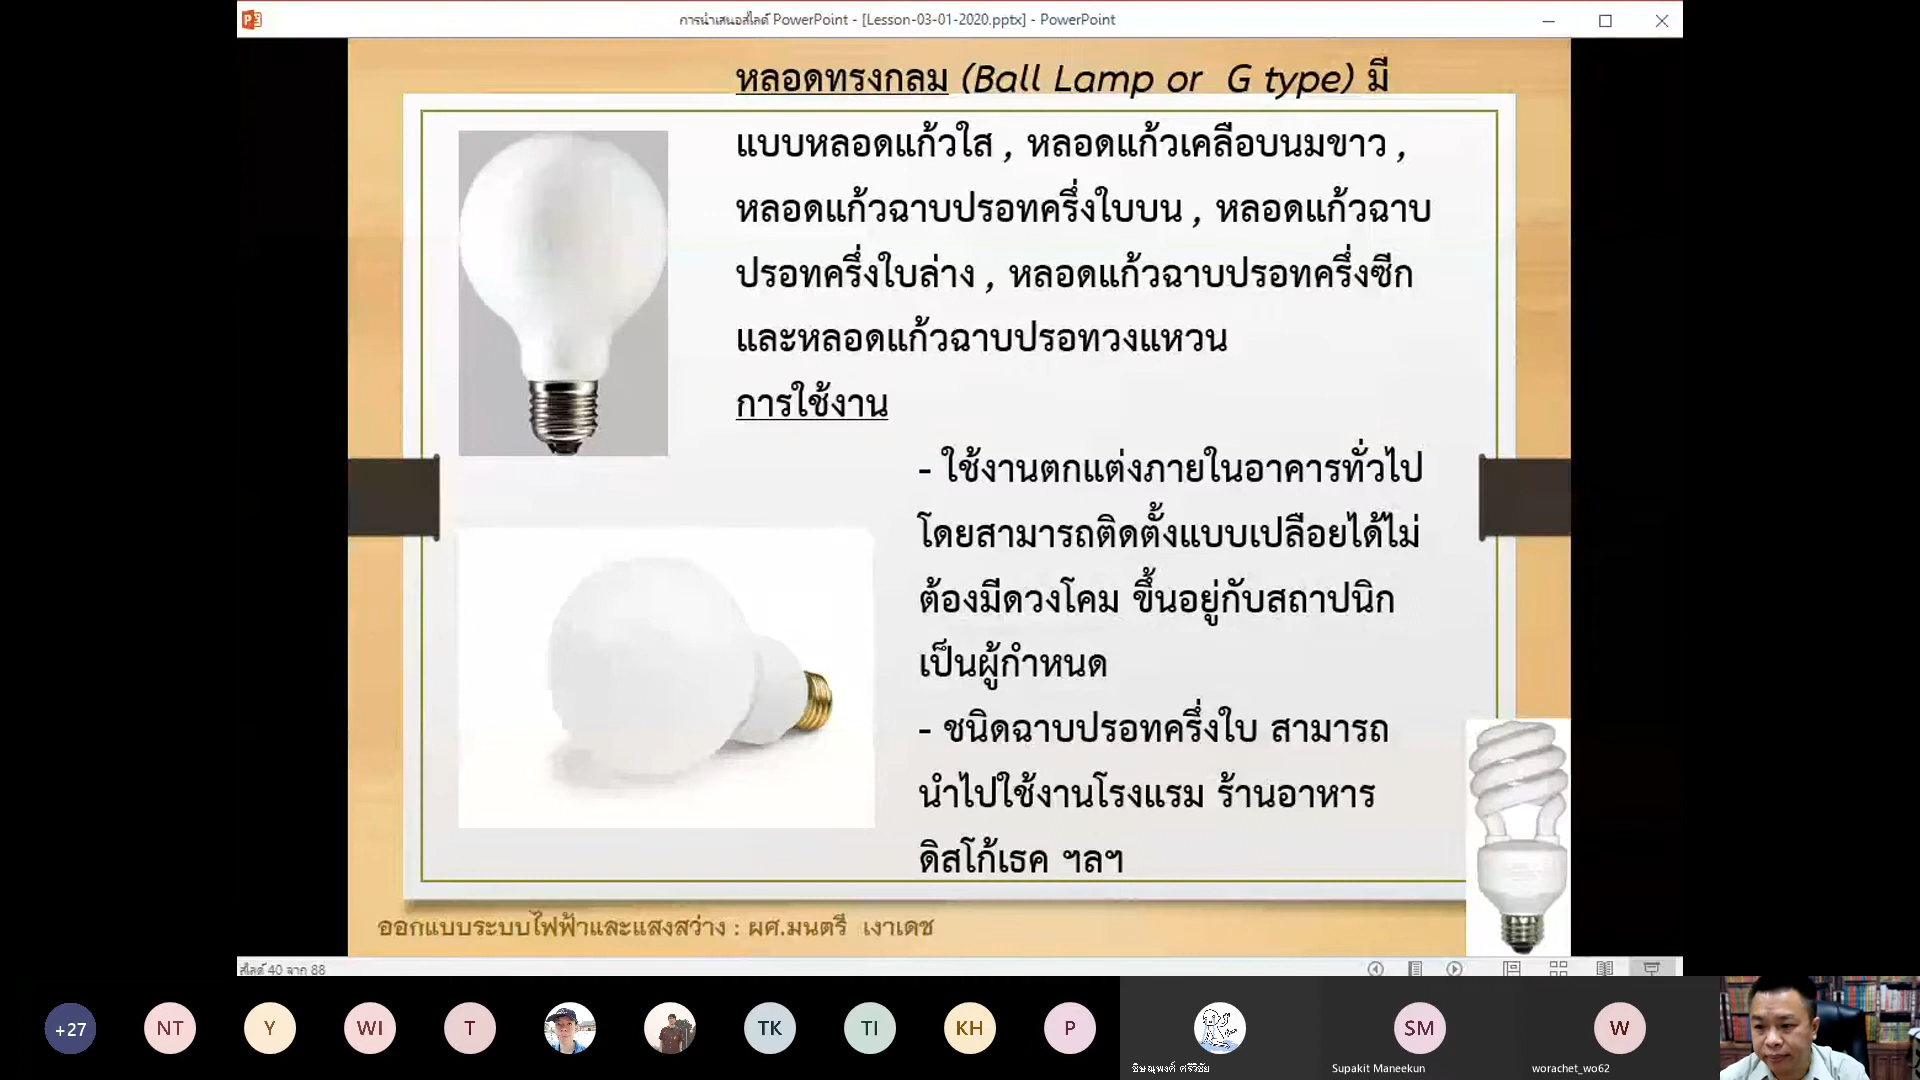 การนำเสนอสไลด์ PowerPoint - [Lesson-03-01-2020.pptx] - PowerPoint
หลอดทรงกลม (Ball Lamp or G type) มี
แบบหลอดแก้วใส , หลอดแก้วเคลือบนมขาว ,
หลอดแก้วฉาบปรอทครึ่งใบบน , หลอดแก้วฉาบ
ปรอทครึ่งใบล่าง , หลอดแก้วฉาบปรอทครึ่งซีก
และหลอดแก้วฉาบปรอทวงแหวน
การใช้งาน
- ใช้งานตกแต่งภายในอาคารทั่วไป
โดยสามารถติดตั้งแบบเปลือยได้ไม่
ต้องมีดวงโคม ขึ้นอยู่กับสถาปนิก
เป็นผู้กำหนด
- ชนิดฉาบปรอทครึ่งใบ สามารถ
นำไปใช้งานโรงแรม ร้านอาหาร
ดิสโก้เธค ฯลฯ
ออกแบบระบบไฟฟ้าและแสงสว่าง : ผศ.มนตรี เงาเดช
สไลด์ 40 จาก 88
+27 NT Y WI T TK TI KH P SM W
ชิษณุพงศ์ ศรีวิชัย Supakit Maneekun worachet_wo62